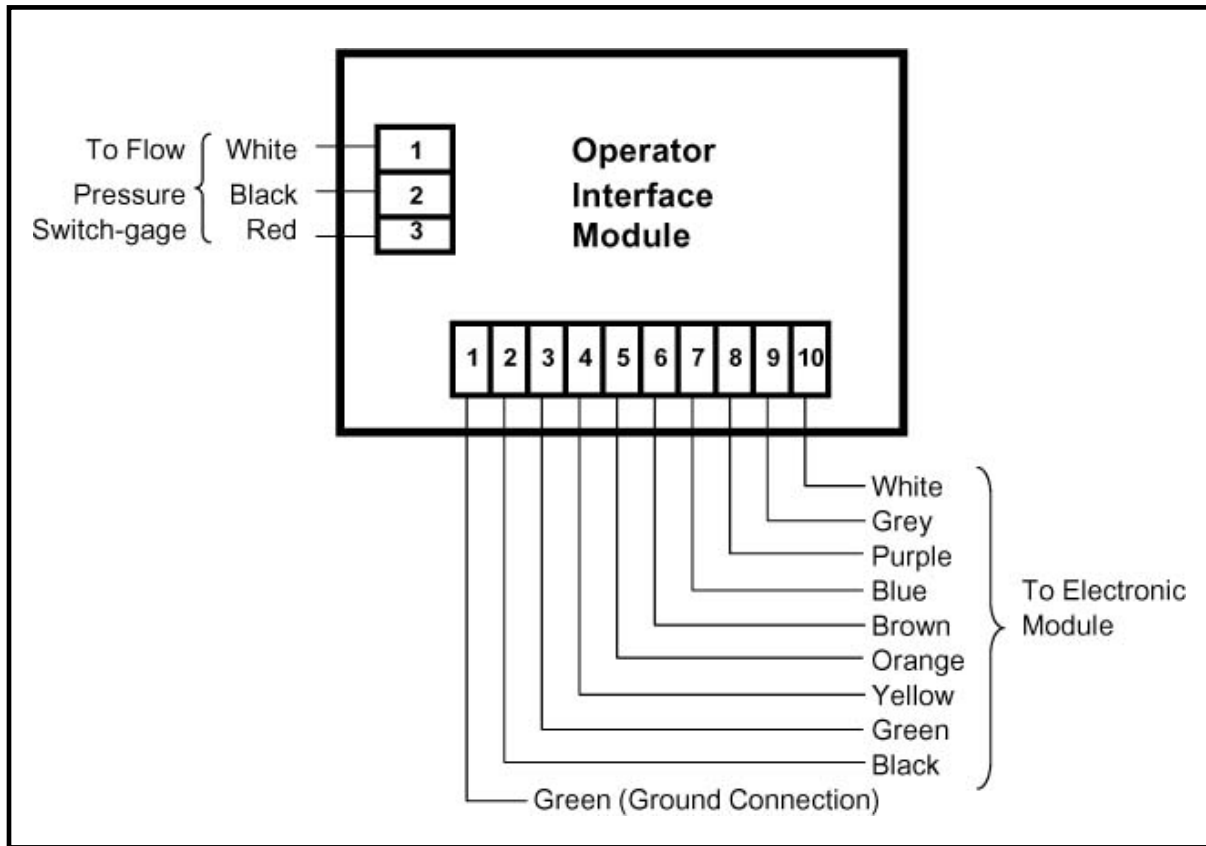 To Flow White 1
Pressure Black 2
Switch-gage Red 3
Operator
Interface
Module
1 2 3 4 5 6 7 8 9 10
White
Grey
Purple
Blue
Brown
Orange
Yellow
Green
Black
To Electronic
Module
Green (Ground Connection)